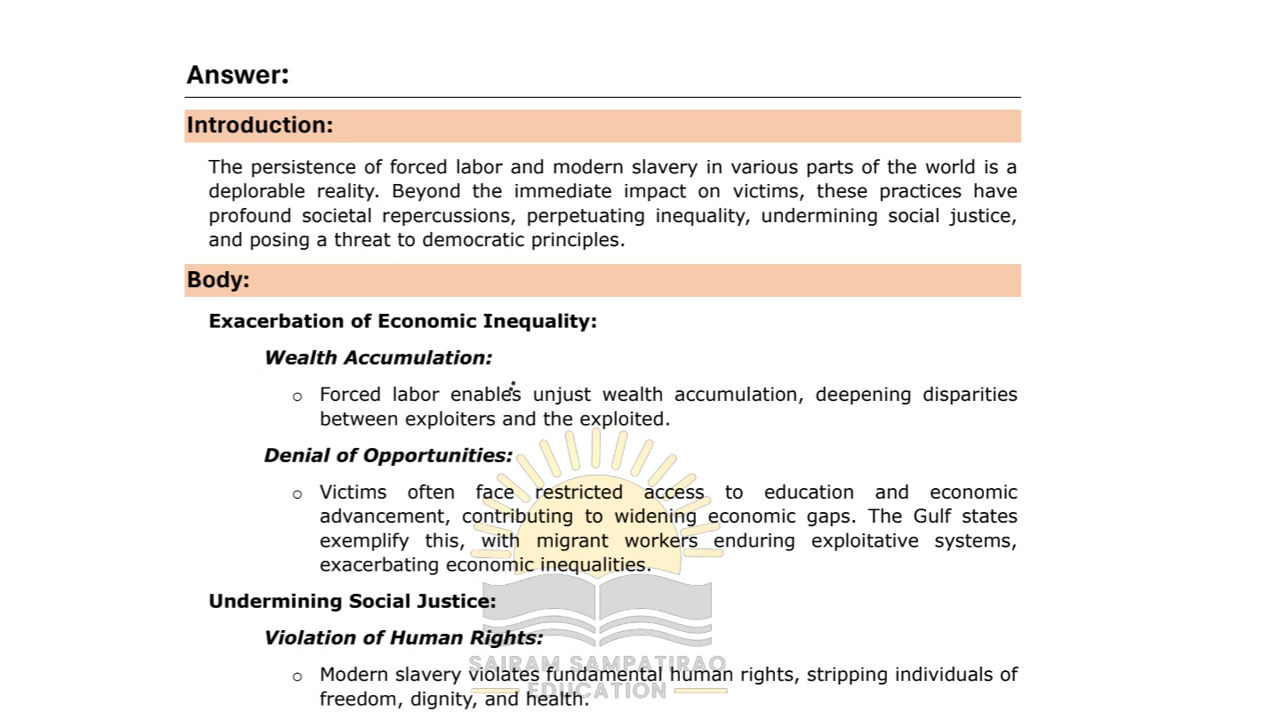 Answer:
Introduction:
The persistence of forced labor and modern slavery in various parts of the world is a
deplorable reality. Beyond the immediate impact on victims, these practices have
profound societal repercussions, perpetuating inequality, undermining social justice,
and posing a threat to democratic principles.
Body:
Exacerbation of Economic Inequality:
Wealth Accumulation:
o Forced labor enables unjust wealth accumulation, deepening disparities
between exploiters and the exploited.
Denial of Opportunities:
o Victims often face restricted access to education and economic
advancement, contributing to widening economic gaps. The Gulf states
exemplify this, with migrant workers enduring exploitative systems,
exacerbating economic inequalities.
Undermining Social Justice:
Violation of Human Rights:
o Modern slavery violates fundamental human rights, stripping individuals of
freedom, dignity, and health.
SAIRAM SAMPATIRAO
EDUCATION